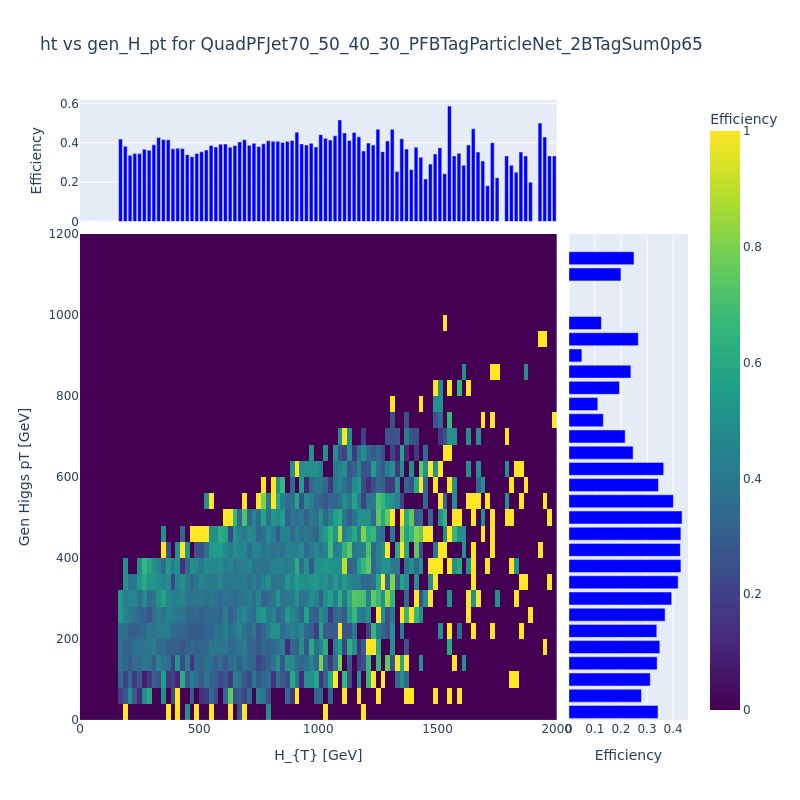 ht vs gen_H_pt for QuadPFJet70_50_40_30_PFBTagParticleNet_2BTagSum0p65
Efficiency
0.6
0.4
0.2
0
Efficiency
1
0.8
0.6
0.4
0.2
0
Gen Higgs pT [GeV]
1200
1000
800
600
400
200
0
0 500 1000 1500 2000
H_{T} [GeV]
0 0.1 0.2 0.3 0.4
Efficiency